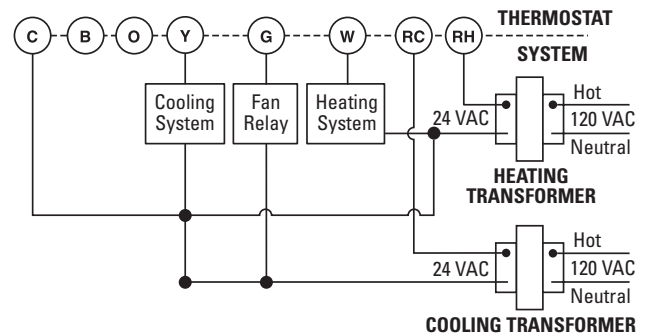 THERMOSTAT
C B O Y G W RC RH
SYSTEM
Cooling
System
Fan
Relay
Heating
System
24 VAC
Hot
120 VAC
Neutral
HEATING
TRANSFORMER
24 VAC
Hot
120 VAC
Neutral
COOLING TRANSFORMER